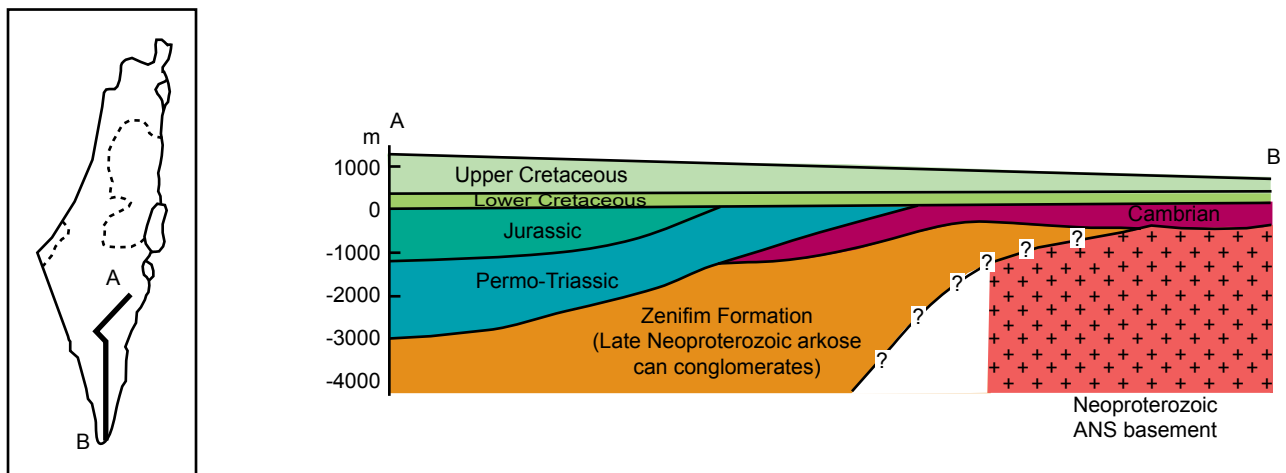 A
B
A
B
m
1000
0
-1000
-2000
-3000
-4000
Upper Cretaceous
Lower Cretaceous
Jurassic
Cambrian
Permo-Triassic
Zenifim Formation
(Late Neoproterozoic arkose
can conglomerates)
?
?
?
?
?
?
Neoproterozoic
ANS basement